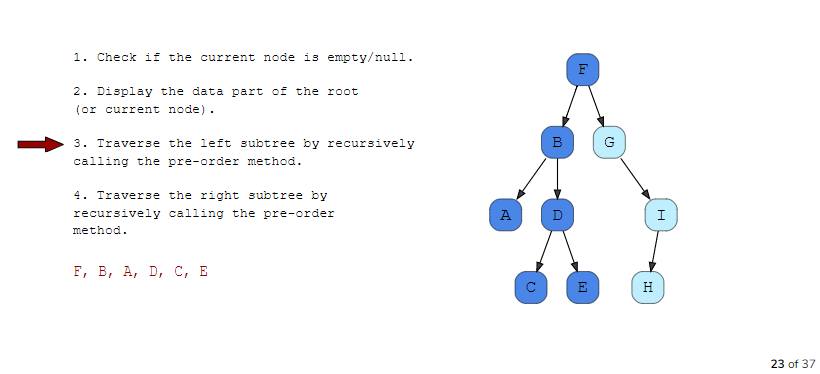 1. Check if the current node is empty/null.
2. Display the data part of the root
(or current node).
3. Traverse the left subtree by recursively
calling the pre-order method.
4. Traverse the right subtree by
recursively calling the pre-order
method.
F, B, A, D, C, E
F
B G
A D I
C E H
23 of 37